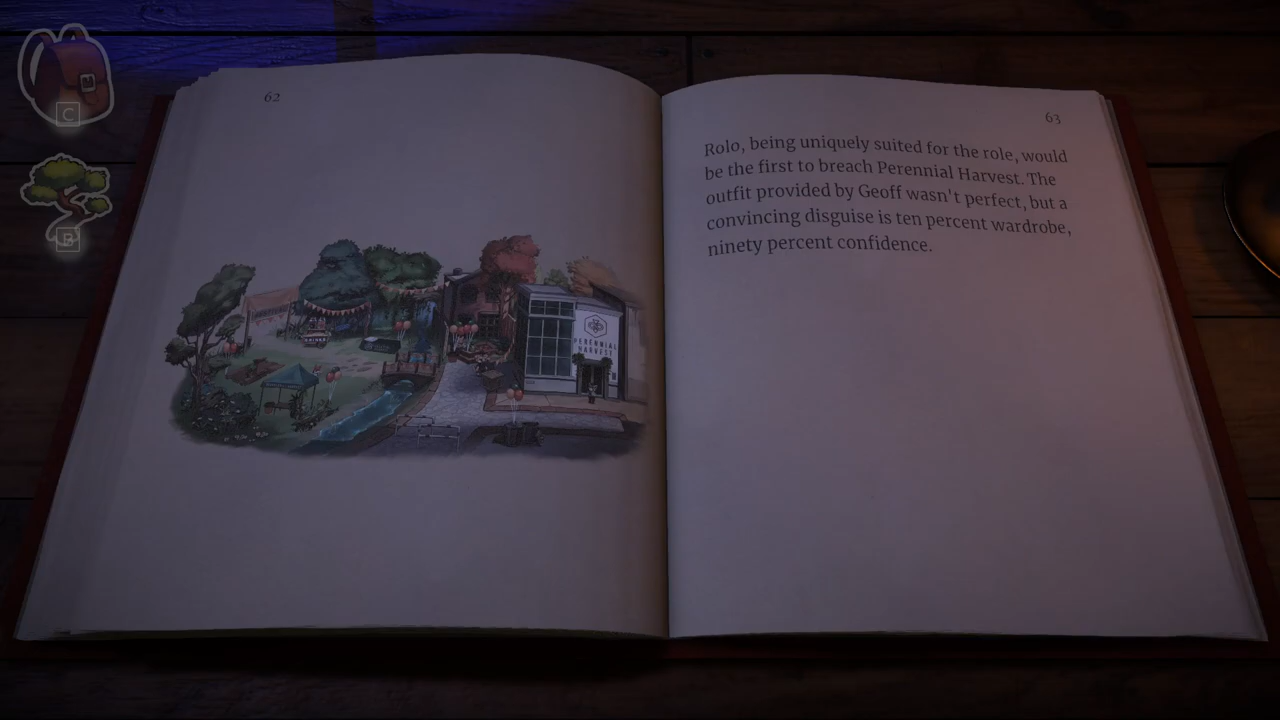 C
B
62
PERENNIAL
HARVEST
63
Rolo, being uniquely suited for the role, would
be the first to breach Perennial Harvest. The
outfit provided by Geoff wasn't perfect, but a
convincing disguise is ten percent wardrobe,
ninety percent confidence.